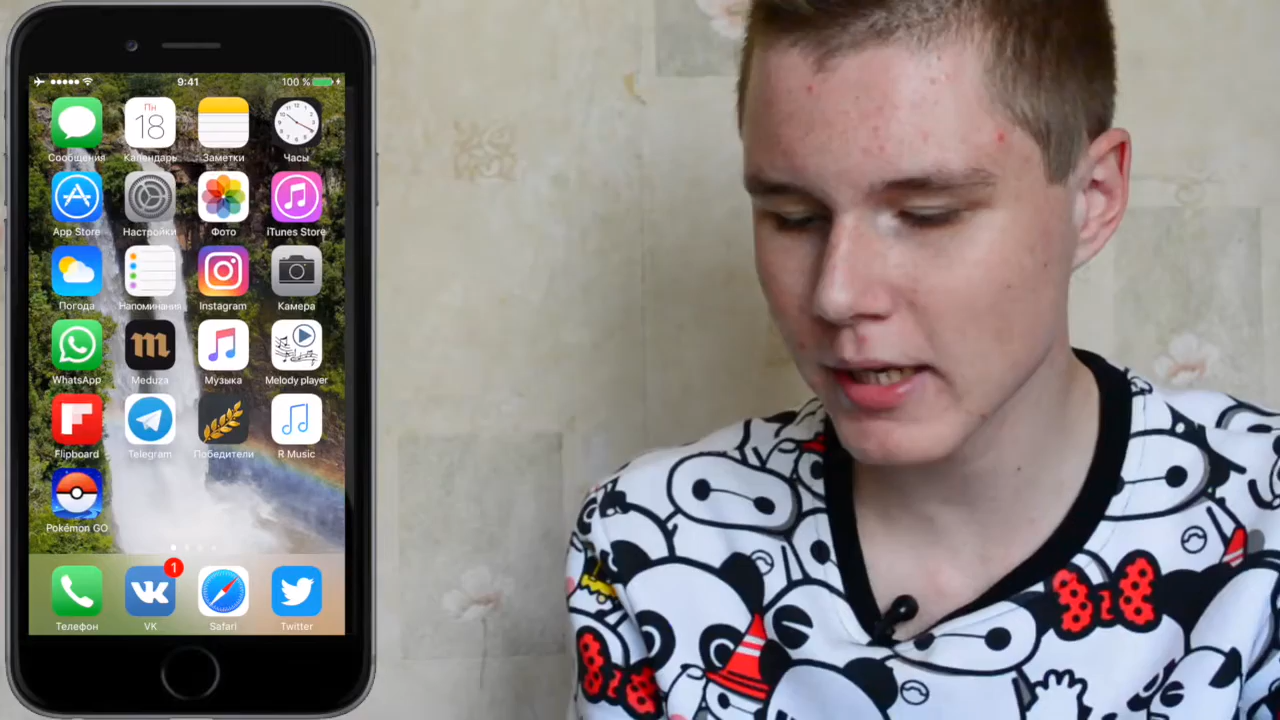 9:41
100 %
Пн
18
Сообщения Календарь Заметки Часы
App Store Настройки Фото iTunes Store
Погода Напоминания Instagram Камера
m
WhatsApp Meduza Музыка Melody player
Flipboard Telegram Победители R Music
Pokémon GO
1
Телефон VK Safari Twitter